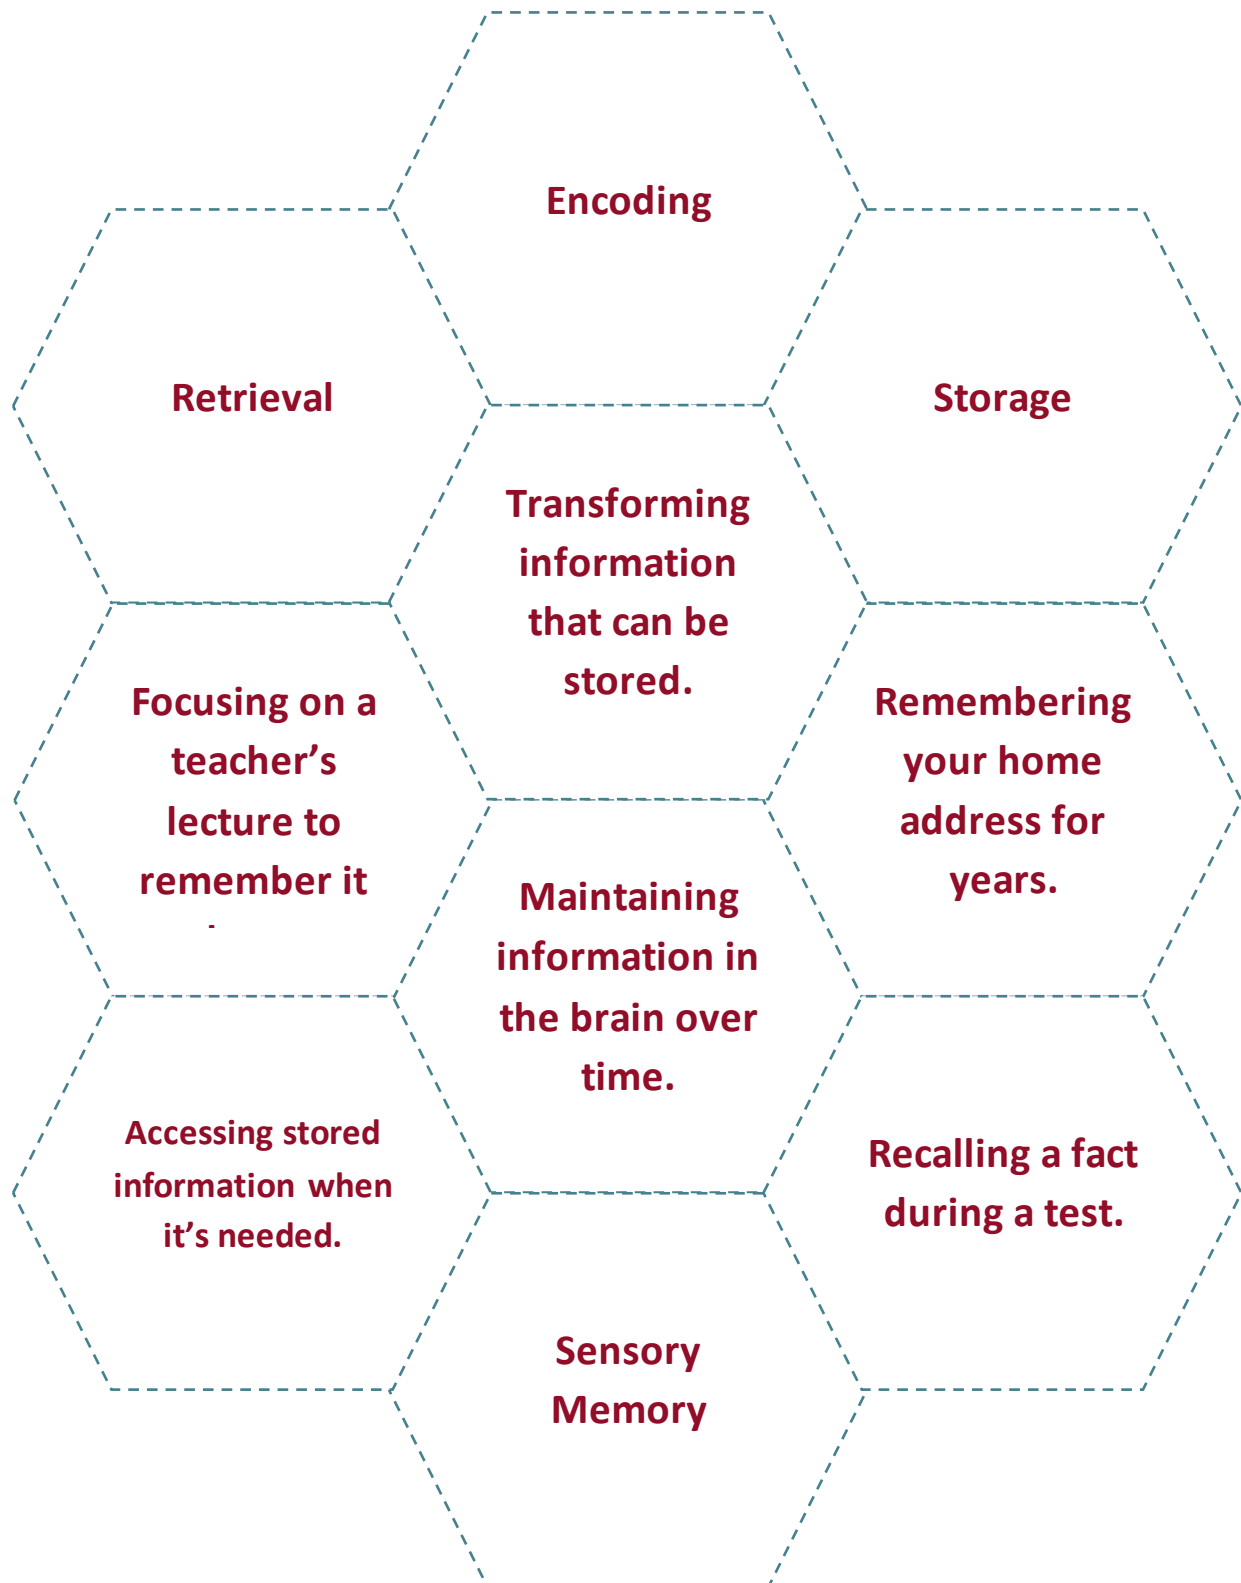 Encoding
Retrieval
Storage
Transforming
information
that can be
stored.
Focusing on a
teacher’s
lecture to
remember it
Remembering
your home
address for
years.
Maintaining
information in
the brain over
time.
Accessing stored
information when
it’s needed.
Recalling a fact
during a test.
Sensory
Memory